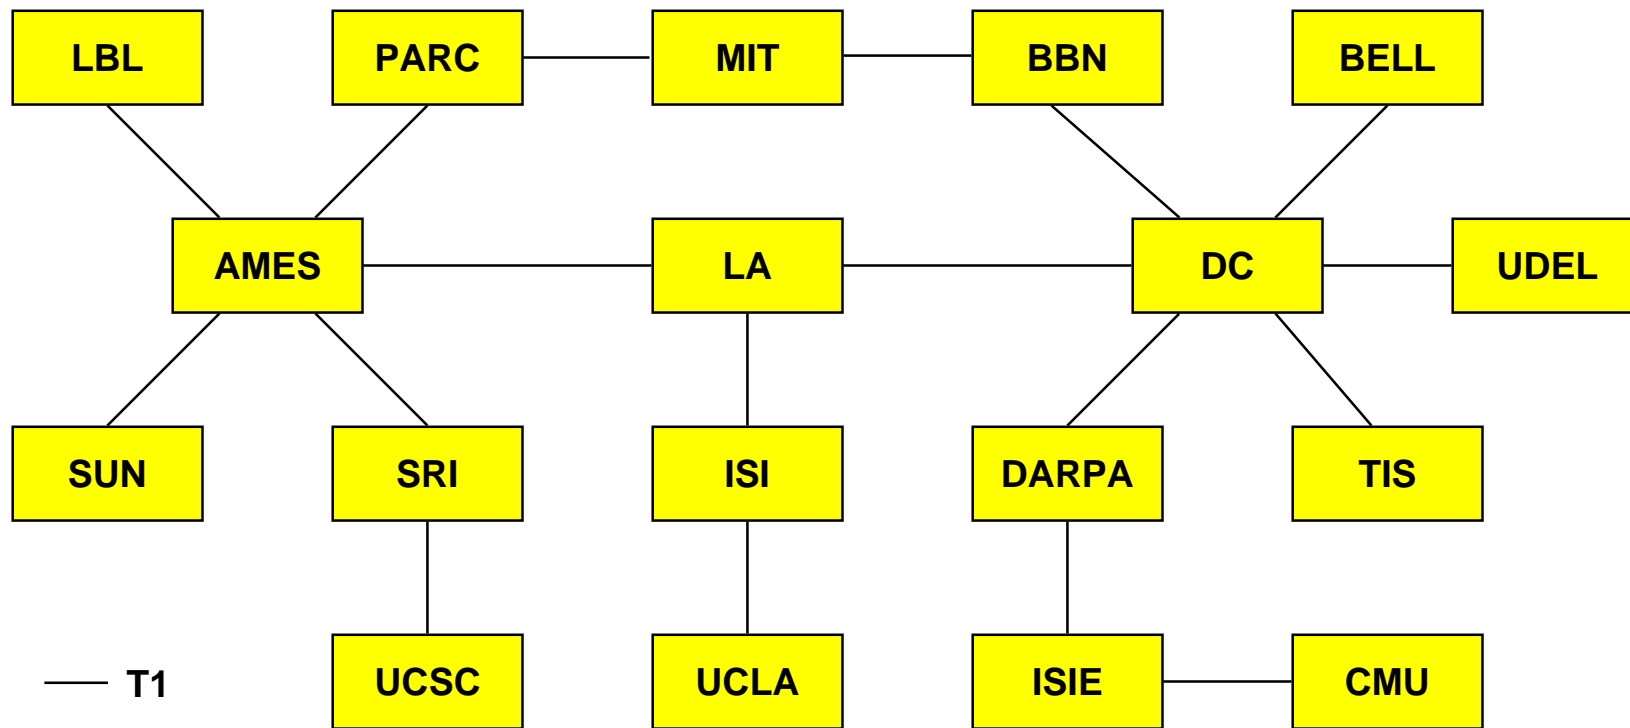 LBL PARC MIT BBN BELL
AMES LA DC UDEL
SUN SRI ISI DARPA TIS
T1 UCSC UCLA ISIE CMU